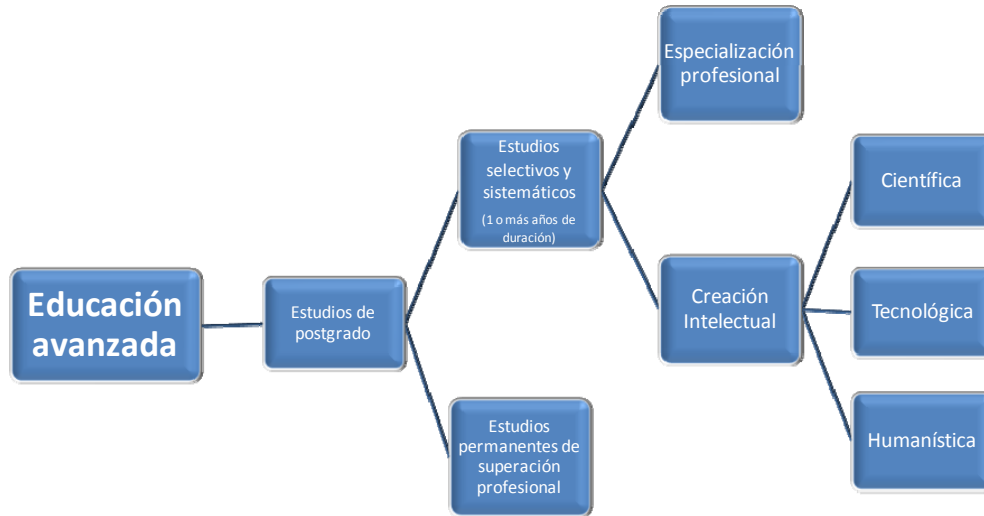 Educación
avanzada
Estudios de
postgrado
Estudios
selectivos y
sistemáticos
(1 o más años de
duración)
Estudios
permanentes de
superación
profesional
Especialización
profesional
Creación
Intelectual
Científica
Tecnológica
Humanística